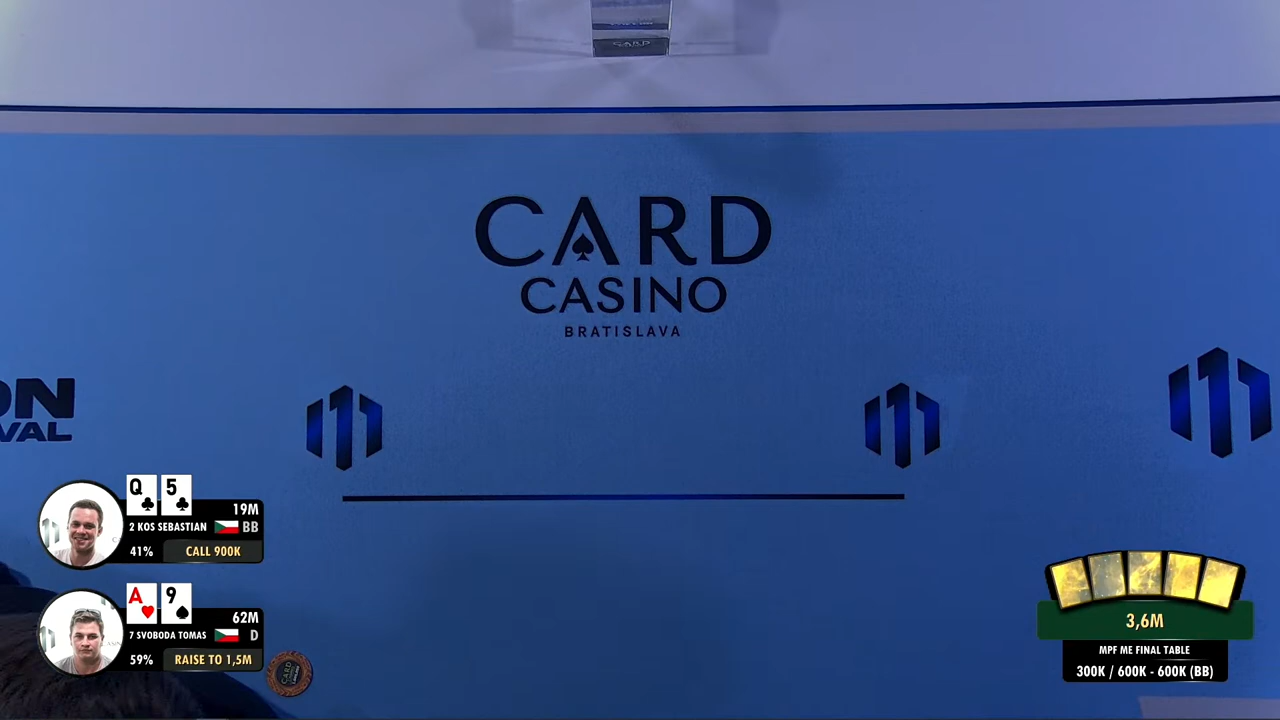 CARD
CARD
CASINO
BRATISLAVA
ON
VAL
Q 5
19M
2 KOS SEBASTIAN BB
41% CALL 900K
A 9
62M
7 SVOBODA TOMAS D
59% RAISE TO 1,5M
3,6M
MPF ME FINAL TABLE
300K / 600K - 600K (BB)